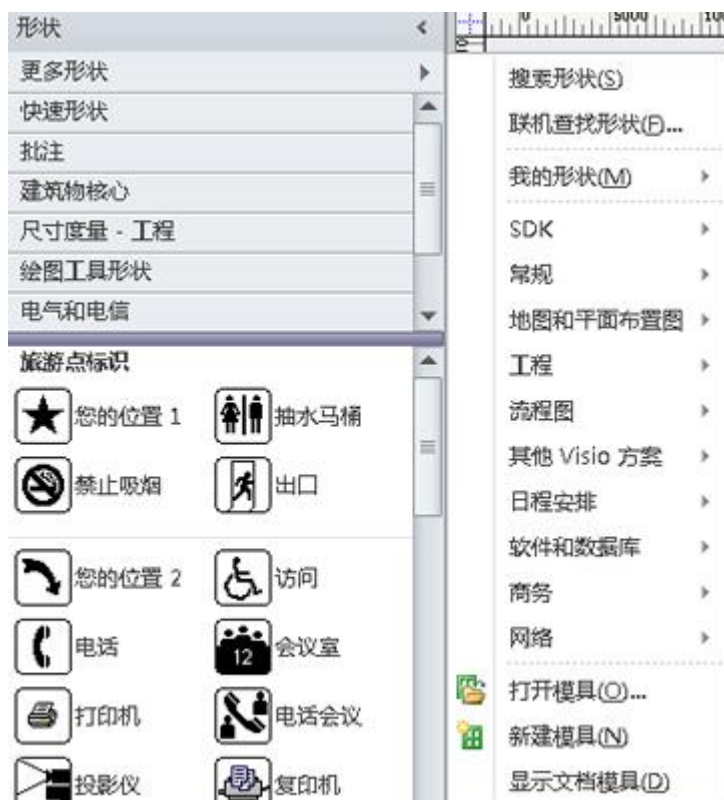 形状
更多形状
快速形状
批注
建筑物核心
尺寸度量 - 工程
绘图工具形状
电气和电信
旅游点标识
您的位置 1
抽水马桶
禁止吸烟
出口
您的位置 2
访问
电话
12
会议室
打印机
电话会议
投影仪
复印机
0
5000
搜索形状(S)
联机查找形状(F)...
我的形状(M)
SDK
常规
地图和平面布置图
工程
流程图
其他 Visio 方案
日程安排
软件和数据库
商务
网络
打开模具(O)...
新建模具(N)
显示文档模具(D)